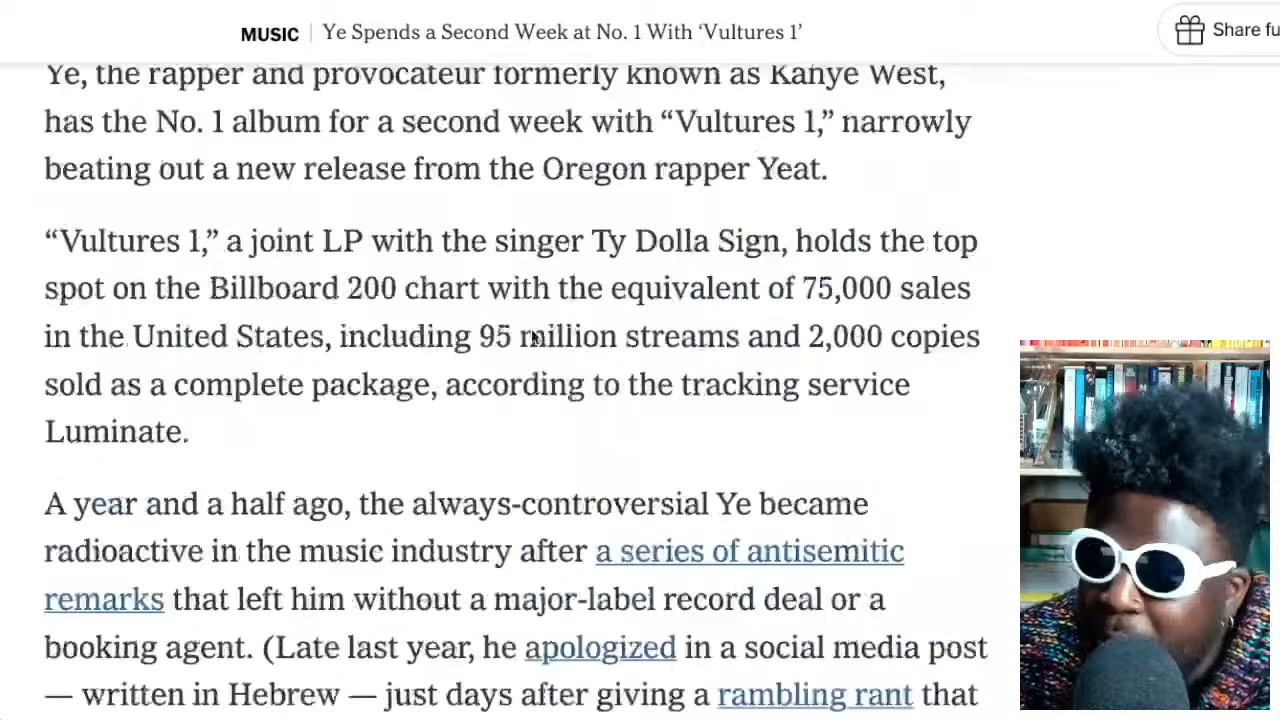 MUSIC Ye Spends a Second Week at No. 1 With ‘Vultures 1’ Share fu
Ye, the rapper and provocateur formerly known as Kanye West,
has the No. 1 album for a second week with “Vultures 1,” narrowly
beating out a new release from the Oregon rapper Yeat.
“Vultures 1,” a joint LP with the singer Ty Dolla Sign, holds the top
spot on the Billboard 200 chart with the equivalent of 75,000 sales
in the United States, including 95 million streams and 2,000 copies
sold as a complete package, according to the tracking service
Luminate.
A year and a half ago, the always-controversial Ye became
radioactive in the music industry after a series of antisemitic
remarks that left him without a major-label record deal or a
booking agent. (Late last year, he apologized in a social media post
— written in Hebrew — just days after giving a rambling rant that